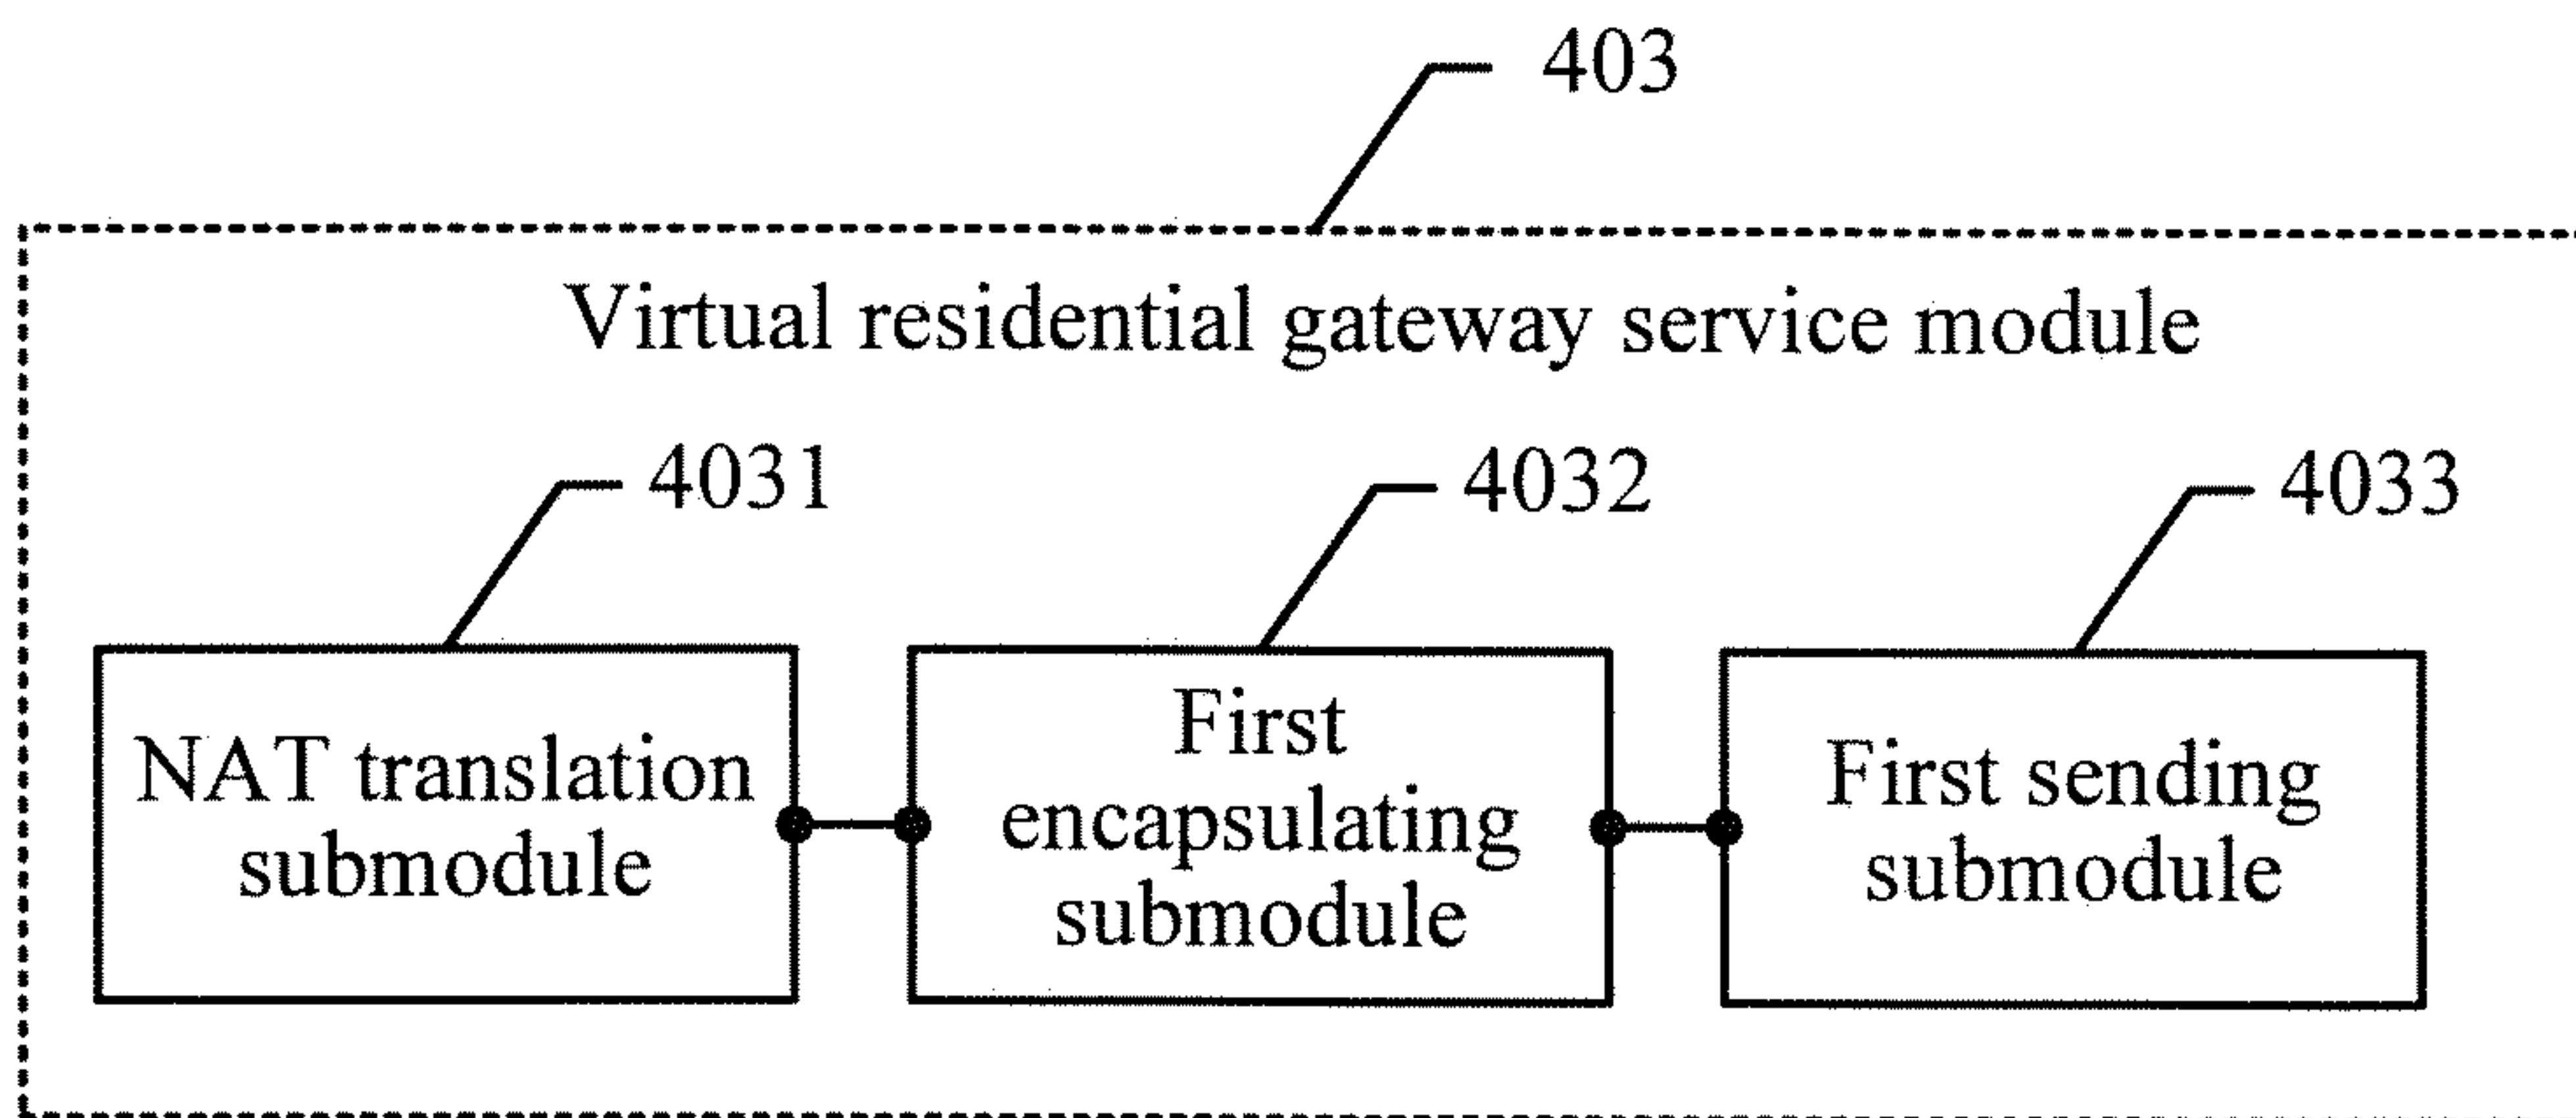 403
Virtual residential gateway service module
4031
4032
4033
NAT translation
submodule
First
encapsulating
submodule
First sending
submodule